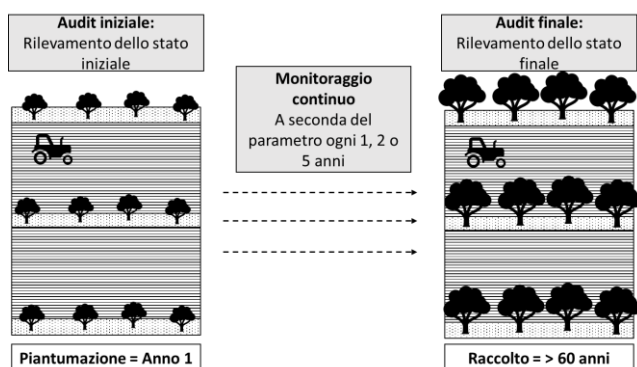 Audit iniziale:
Rilevamento dello stato
iniziale
Monitoraggio
continuo
A seconda del
parametro ogni 1, 2 o
5 anni
Audit finale:
Rilevamento dello stato
finale
Piantumazione = Anno 1
Raccolto = > 60 anni